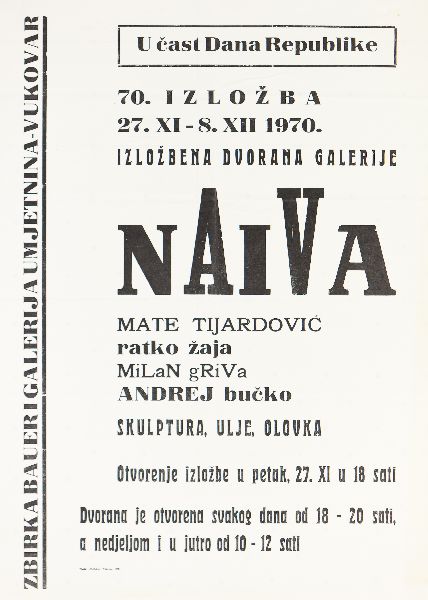 U čast Dana Republike
70. IZLOŽBA
27. XI - 8. XII 1970.
IZLOŽBENA DVORANA GALERIJE
NAIVA
MATE TIJARDOVIĆ
ratko žaja
MiLaN gRiVa
ANDREJ bučko
SKULPTURA, ULJE, OLOVKA
Otvorenje izložbe u petak, 27. XI u 18 sati
Dvorana je otvorena svakog dana od 18 - 20 sati,
a nedjeljom i u jutro od 10 - 12 sati
ZBIRKA BAUER I GALERIJA UMJETNINA-VUKOVAR